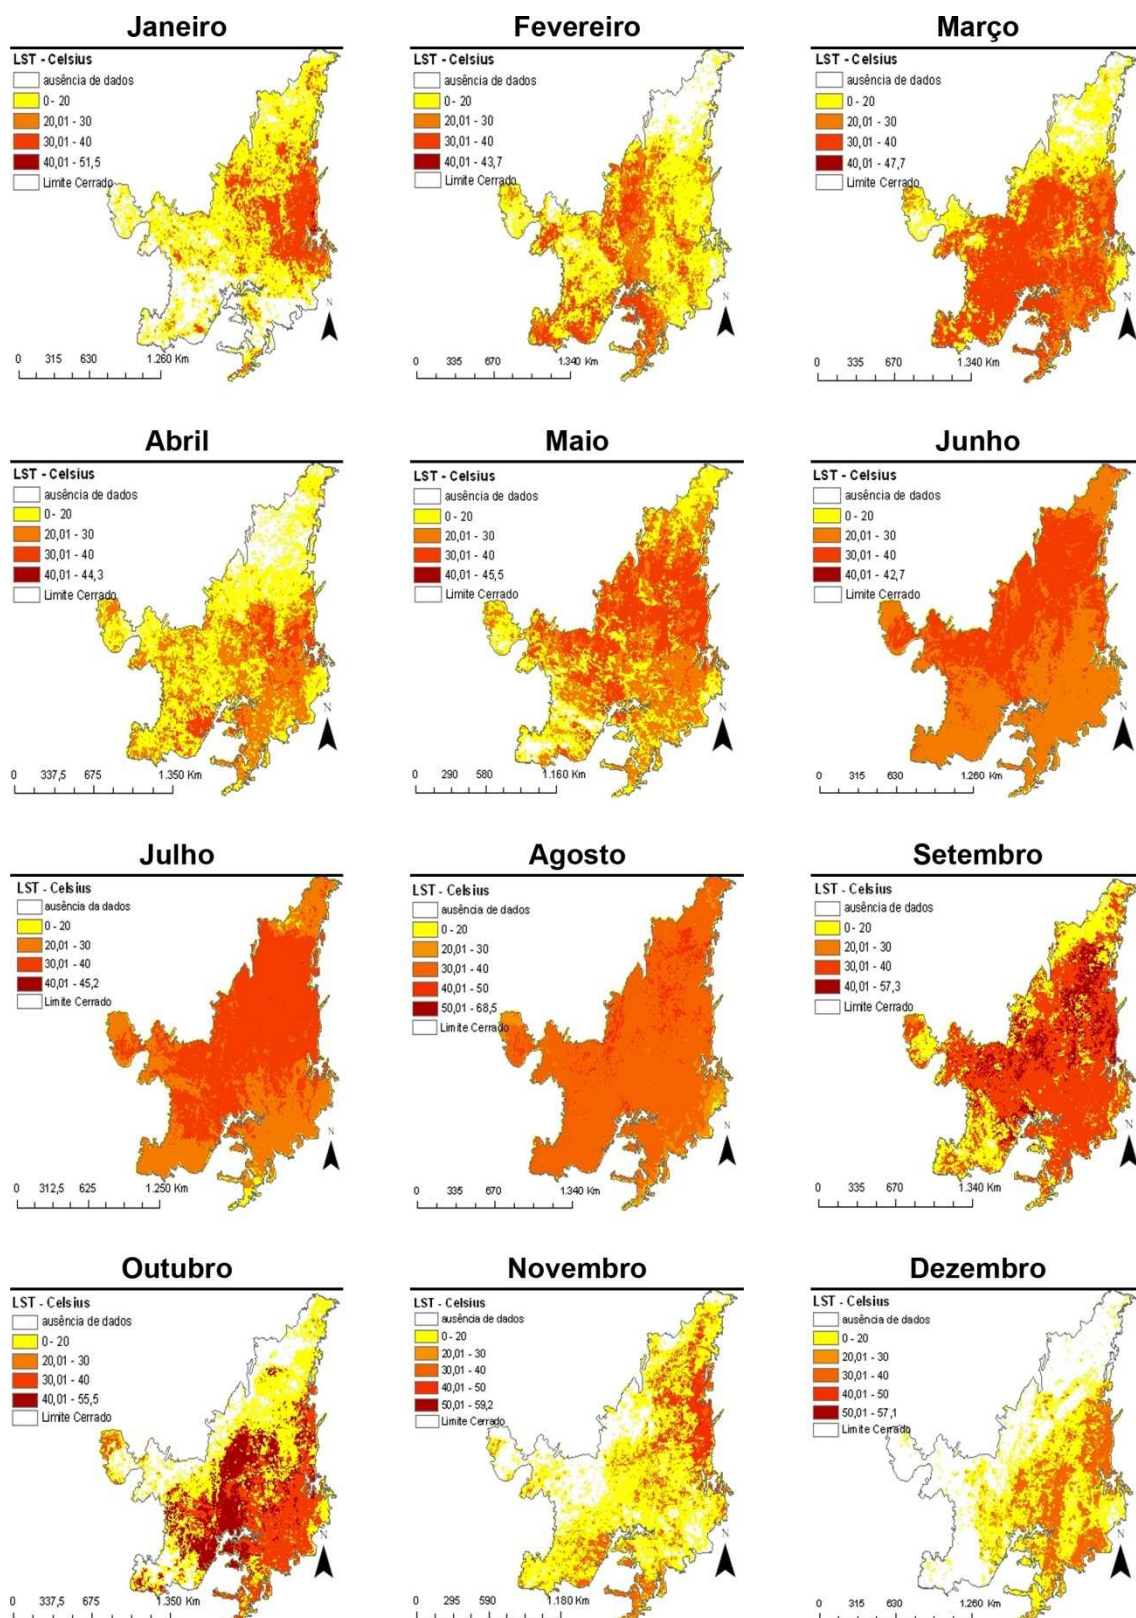 Janeiro
LST - Celsius
ausência de dados
0 - 20
20,01 - 30
30,01 - 40
40,01 - 51,5
Limite Cerrado
N
0 315 630 1.260 Km
Fevereiro
LST - Celsius
ausência de dados
0 - 20
20,01 - 30
30,01 - 40
40,01 - 43,7
Limite Cerrado
N
0 335 670 1.340 Km
Março
LST - Celsius
ausência de dados
0 - 20
20,01 - 30
30,01 - 40
40,01 - 47,7
Limite Cerrado
N
0 335 670 1.340 Km
Abril
LST - Celsius
ausência de dados
0 - 20
20,01 - 30
30,01 - 40
40,01 - 44,3
Limite Cerrado
N
0 337,5 675 1.350 Km
Maio
LST - Celsius
ausência de dados
0 - 20
20,01 - 30
30,01 - 40
40,01 - 45,5
Limite Cerrado
N
0 290 580 1.160 Km
Junho
LST - Celsius
ausência de dados
0 - 20
20,01 - 30
30,01 - 40
40,01 - 42,7
Limite Cerrado
N
0 315 630 1.260 Km
Julho
LST - Celsius
ausência da dados
0 - 20
20,01 - 30
30,01 - 40
40,01 - 45,2
Limite Cerrado
N
0 312,5 625 1.250 Km
Agosto
LST - Celsius
ausência de dados
0 - 20
20,01 - 30
30,01 - 40
40,01 - 50
50,01 - 68,5
Limite Cerrado
N
0 335 670 1.340 Km
Setembro
LST - Celsius
ausência de dados
0 - 20
20,01 - 30
30,01 - 40
40,01 - 57,3
Limite Cerrado
N
0 335 670 1.340 Km
Outubro
LST - Celsius
ausência de dados
0 - 20
20,01 - 30
30,01 - 40
40,01 - 55,5
Limite Cerrado
N
0 337,5 675 1.350 Km
Novembro
LST - Celsius
ausência de dados
0 - 20
20,01 - 30
30,01 - 40
40,01 - 50
50,01 - 59,2
Limite Cerrado
N
0 295 590 1.180 Km
Dezembro
LST - Celsius
ausência de dados
0 - 20
20,01 - 30
30,01 - 40
40,01 - 50
50,01 - 57,1
Limite Cerrado
N
0 315 630 1.260 Km